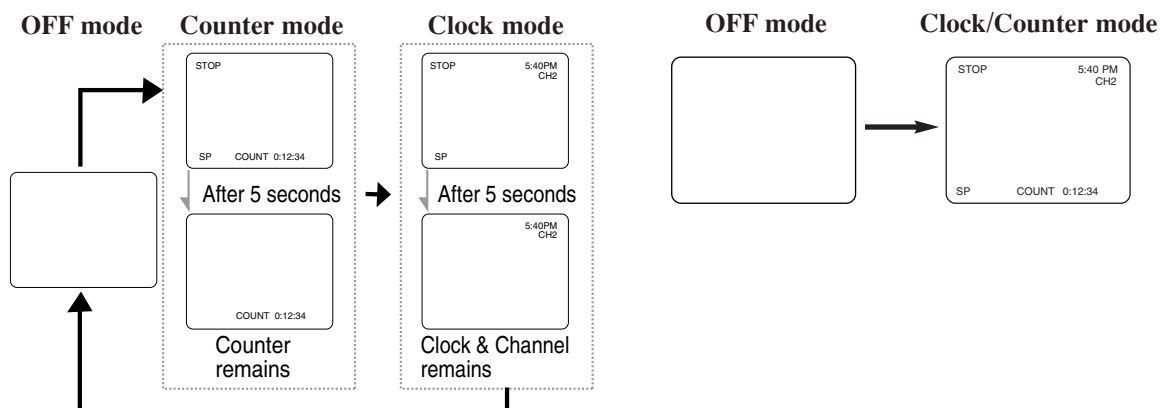 OFF mode
Counter mode
Clock mode
STOP
SP COUNT 0:12:34
After 5 seconds
COUNT 0:12:34
Counter
remains
STOP 5:40PM
CH2
SP
After 5 seconds
5:40PM
CH2
Clock & Channel
remains
OFF mode
Clock/Counter mode
STOP 5:40 PM
CH2
SP COUNT 0:12:34